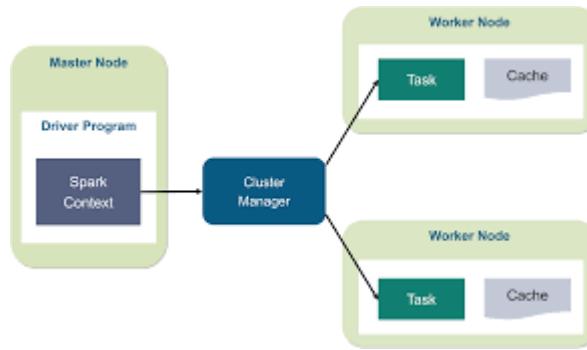 Master Node
Driver Program
Spark
Context
Cluster
Manager
Worker Node
Task
Cache
Worker Node
Task
Cache